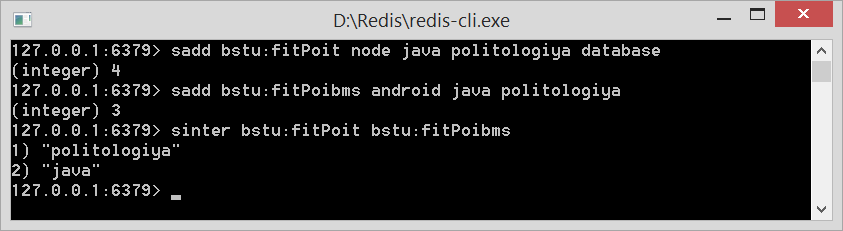 D:\Redis\redis-cli.exe
127.0.0.1:6379> sadd bstu:fitPoit node java politologiya database
(integer) 4
127.0.0.1:6379> sadd bstu:fitPoibms android java politologiya
(integer) 3
127.0.0.1:6379> sinter bstu:fitPoit bstu:fitPoibms
1) "politologiya"
2) "java"
127.0.0.1:6379>